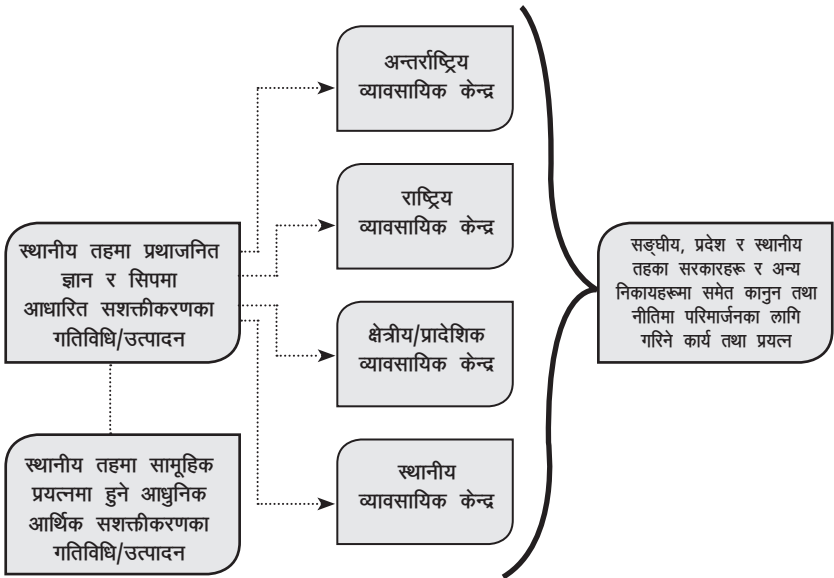 अन्तर्राष्ट्रिय
व्यावसायिक केन्द्र
राष्ट्रिय
व्यावसायिक केन्द्र
स्थानीय तहमा प्रथाजनित
ज्ञान र सिपमा
आधारित सशक्तीकरणका
गतिविधि/उत्पादन
सङ्घीय, प्रदेश र स्थानीय
तहका सरकारहरू र अन्य
निकायहरूमा समेत कानुन तथा
नीतिमा परिमार्जनका लागि
गरिने कार्य तथा प्रयत्न
क्षेत्रीय/प्रादेशिक
व्यावसायिक केन्द्र
स्थानीय तहमा सामूहिक
प्रयत्नमा हुने आधुनिक
आर्थिक सशक्तीकरणका
गतिविधि/उत्पादन
स्थानीय
व्यावसायिक केन्द्र